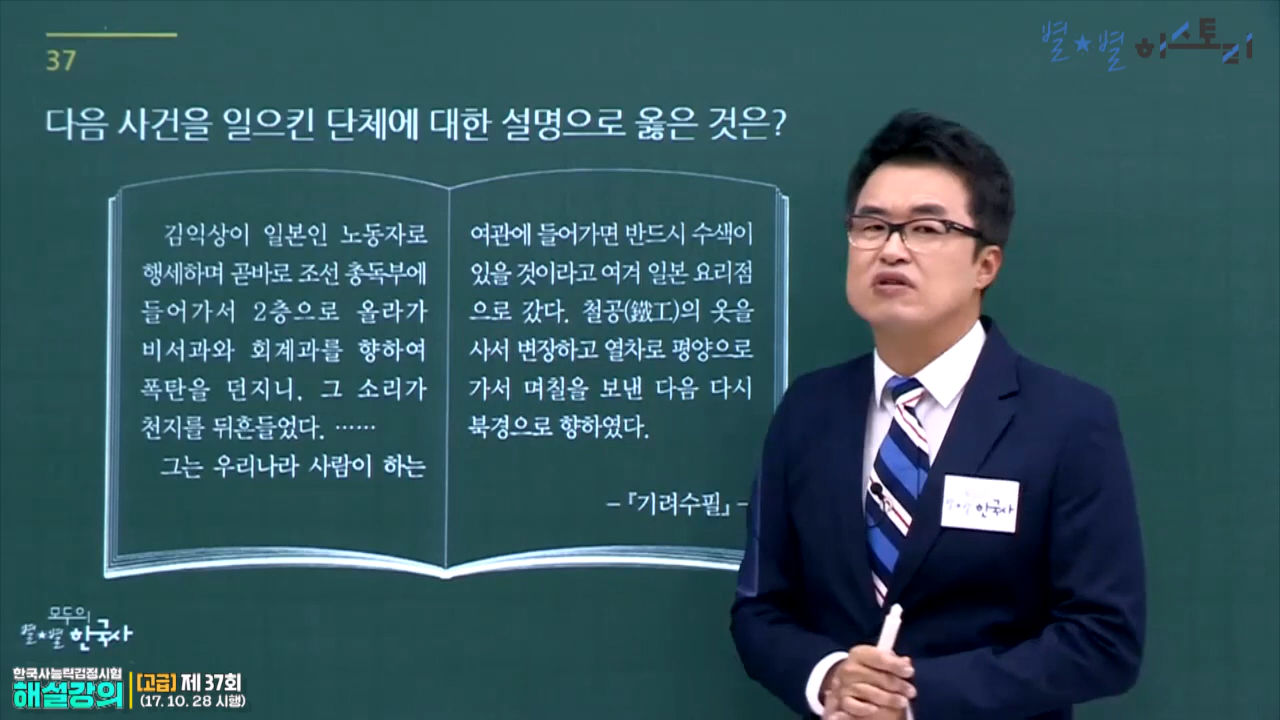 37
별★별 히스토리
다음 사건을 일으킨 단체에 대한 설명으로 옳은 것은?
김익상이 일본인 노동자로
행세하며 곧바로 조선 총독부에
들어가서 2층으로 올라가
비서과와 회계과를 향하여
폭탄을 던지니, 그 소리가
천지를 뒤흔들었다. ……
그는 우리나라 사람이 하는
여관에 들어가면 반드시 수색이
있을 것이라고 여겨 일본 요리점
으로 갔다. 철공(鐵工)의 옷을
사서 변장하고 열차로 평양으로
가서 며칠을 보낸 다음 다시
북경으로 향하였다.
– 『기려수필』 –
한국사
모두의
별★별 한국사
한국사능력검정시험
해설강의
[고급] 제 37회
(17. 10. 28 시행)